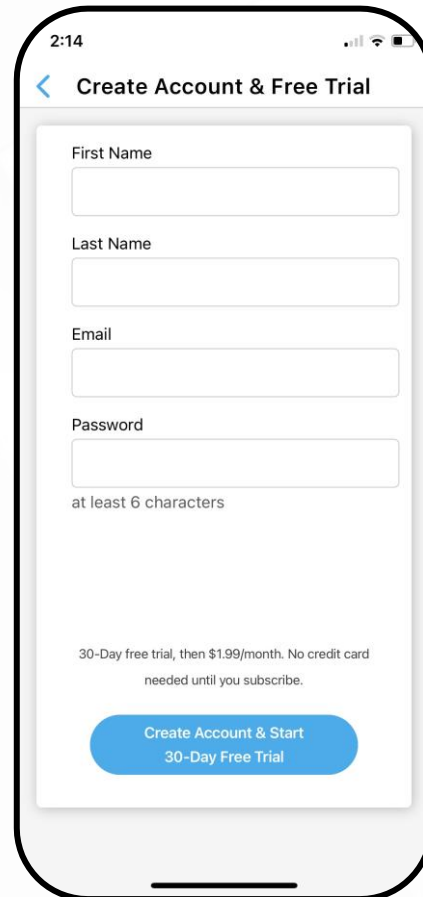 2:14
Create Account & Free Trial
First Name
Last Name
Email
Password
at least 6 characters
30-Day free trial, then $1.99/month. No credit card
needed until you subscribe.
Create Account & Start
30-Day Free Trial